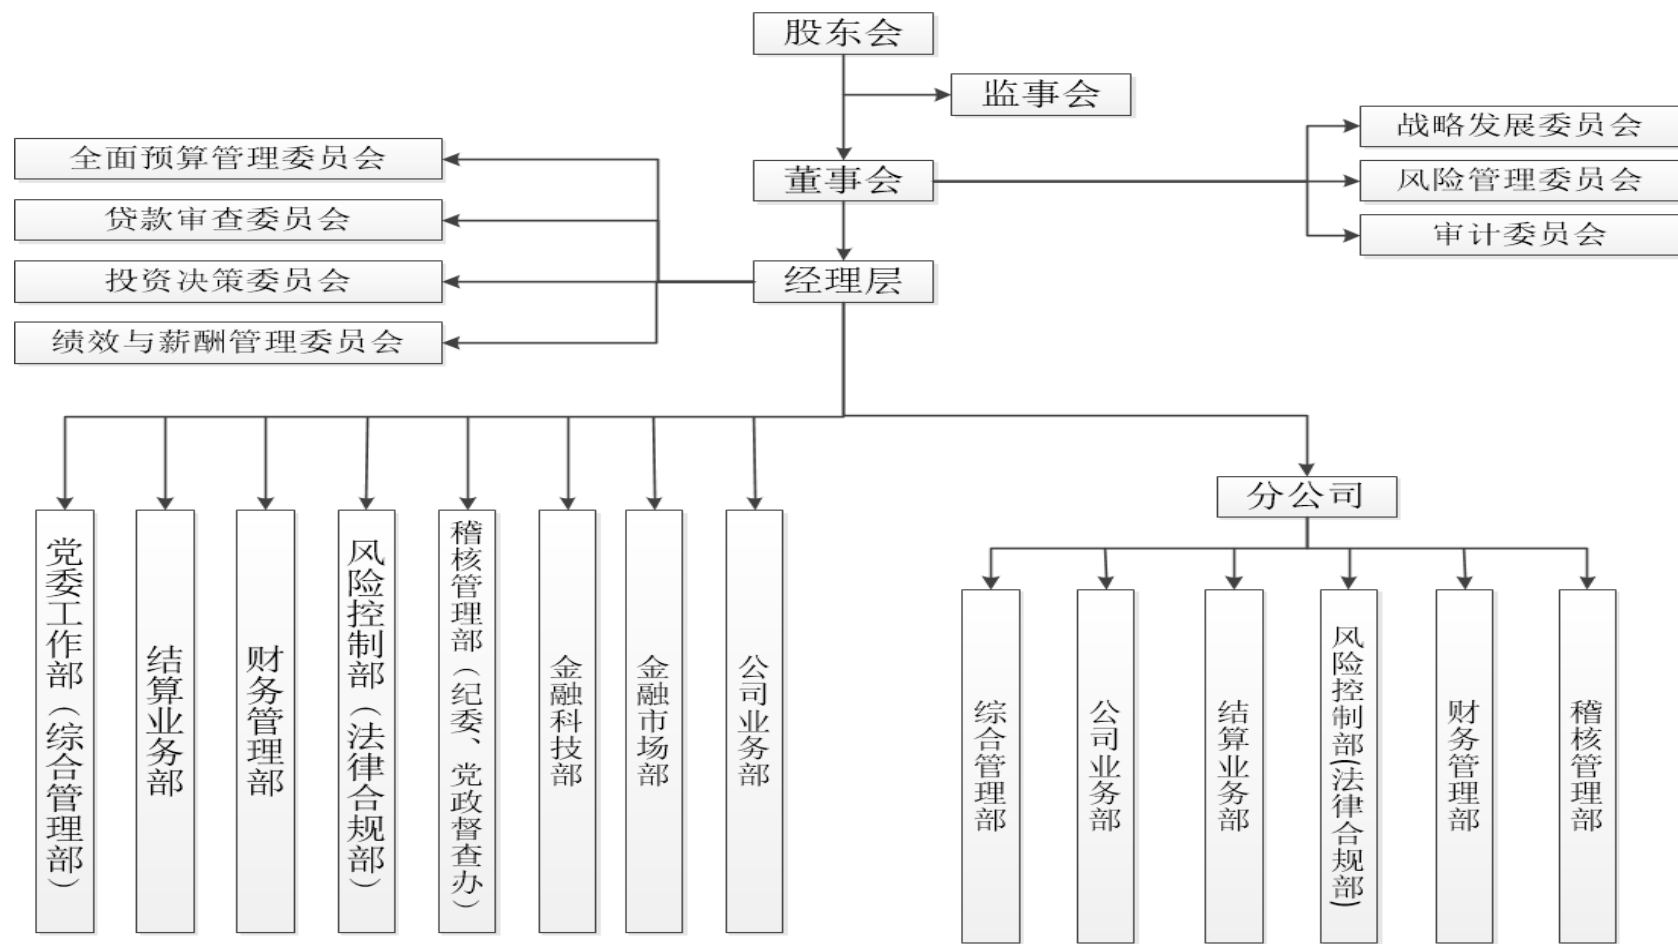 股东会
监事会
战略发展委员会
全面预算管理委员会
董事会
风险管理委员会
贷款审查委员会
审计委员会
投资决策委员会
经理层
绩效与薪酬管理委员会
分公司
党委工作部（综合管理部）
结算业务部
财务管理部
风险控制部（法律合规部）
稽核管理部（纪委、党政督查办）
金融科技部
金融市场部
公司业务部
综合管理部
公司业务部
结算业务部
风险控制部(法律合规部)
财务管理部
稽核管理部